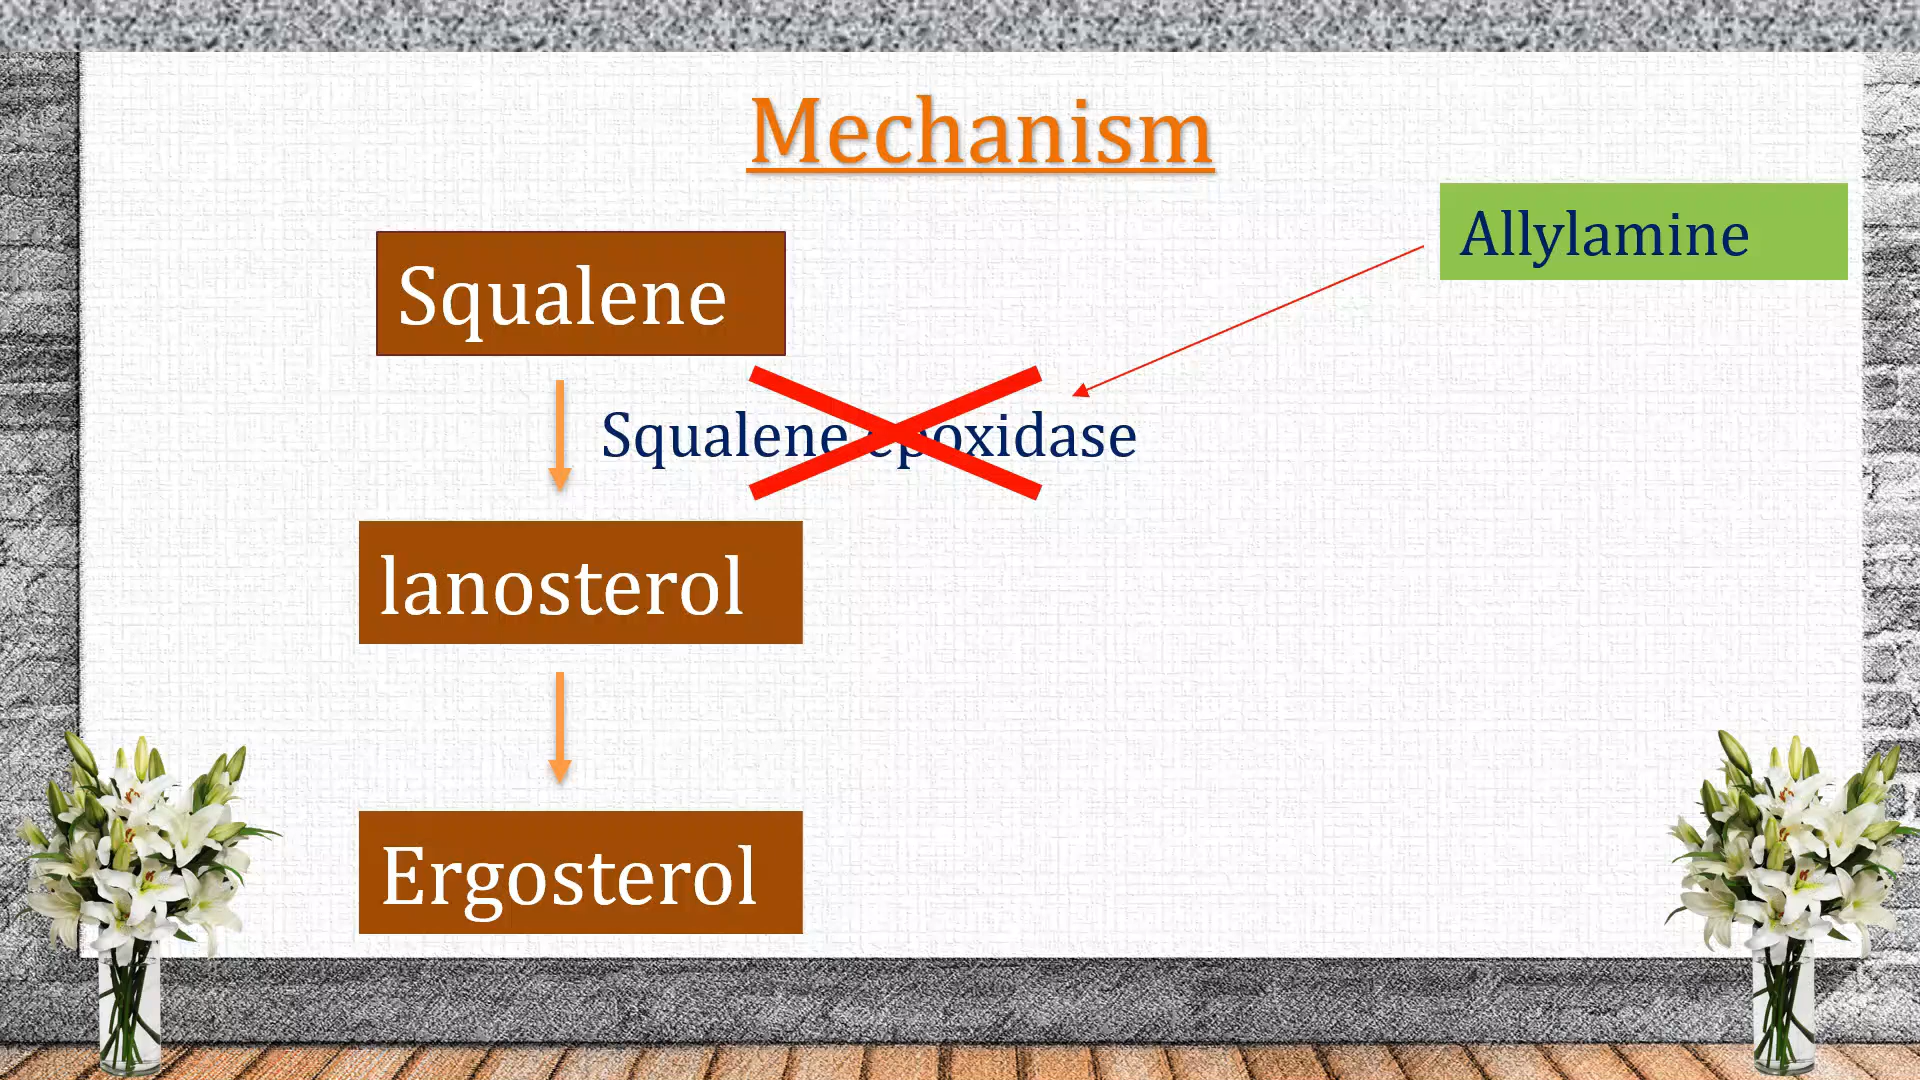 Mechanism
Allylamine
Squalene
Squalene epoxidase
lanosterol
Ergosterol